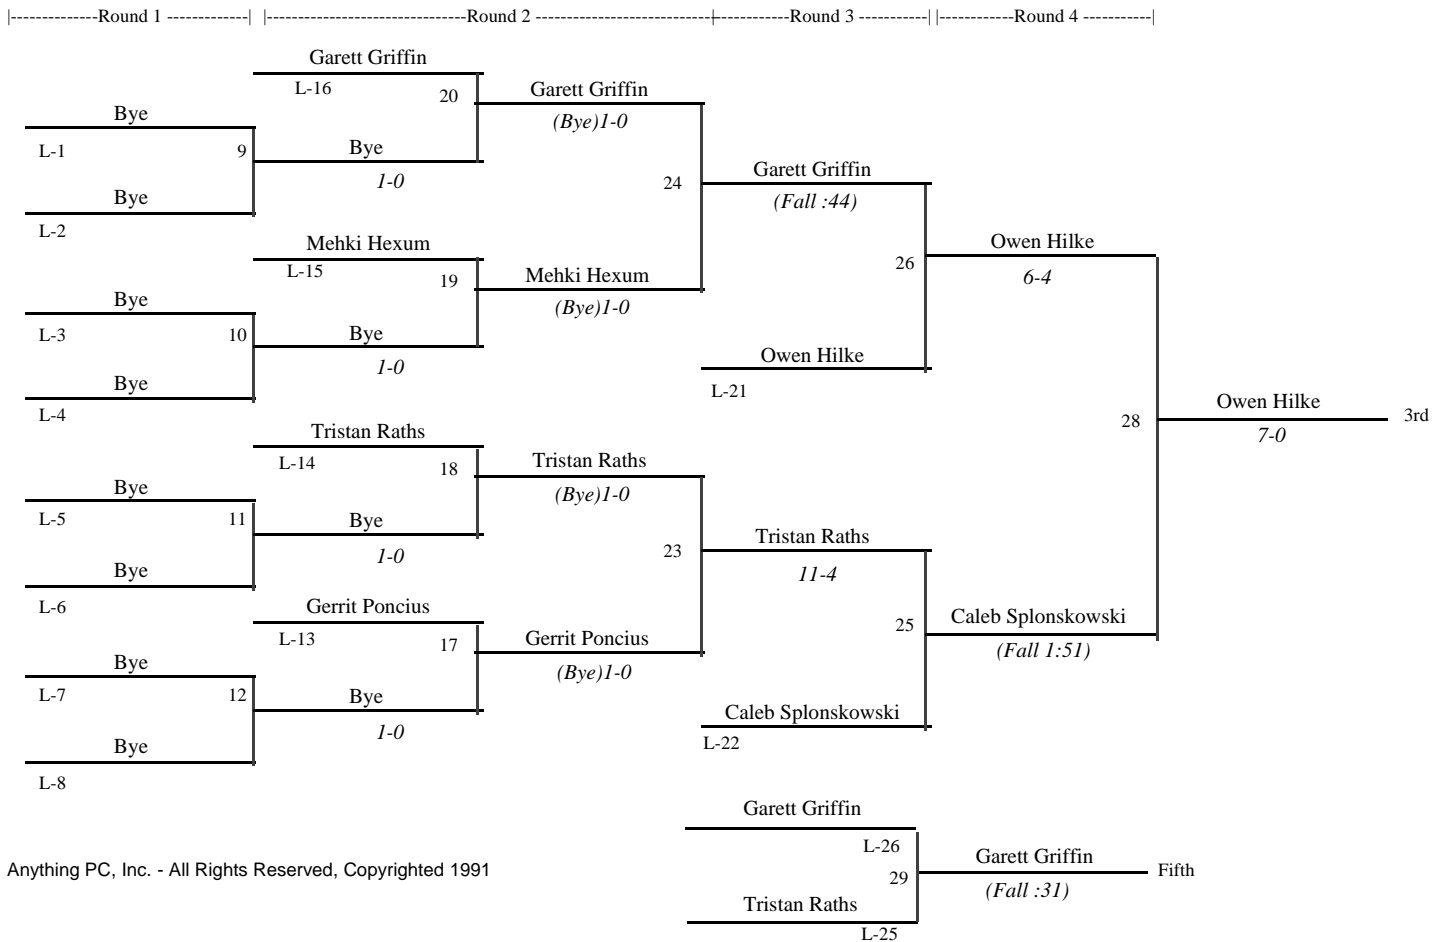 |--------------Round 1 --------------| |---------------------------------Round 2 -----------------------------+------------Round 3 -----------| |-----------Round 4 -----------|
Garett Griffin
L-16
20
Garett Griffin
(Bye)1-0
Bye
L-1
9
Bye
1-0
Bye
L-2
24
Garett Griffin
(Fall :44)
Mehki Hexum
L-15
19
Mehki Hexum
(Bye)1-0
Bye
L-3
10
Bye
1-0
Bye
L-4
26
Owen Hilke
6-4
Owen Hilke
L-21
28
Owen Hilke
7-0
3rd
Tristan Raths
L-14
18
Tristan Raths
(Bye)1-0
Bye
L-5
11
Bye
1-0
Bye
L-6
23
Tristan Raths
11-4
Gerrit Poncius
L-13
17
Gerrit Poncius
(Bye)1-0
Bye
L-7
12
Bye
1-0
Bye
L-8
25
Caleb Splonskowski
(Fall 1:51)
Caleb Splonskowski
L-22
Garett Griffin
L-26
29
Garett Griffin
(Fall :31)
Fifth
Tristan Raths
L-25
Anything PC, Inc. - All Rights Reserved, Copyrighted 1991